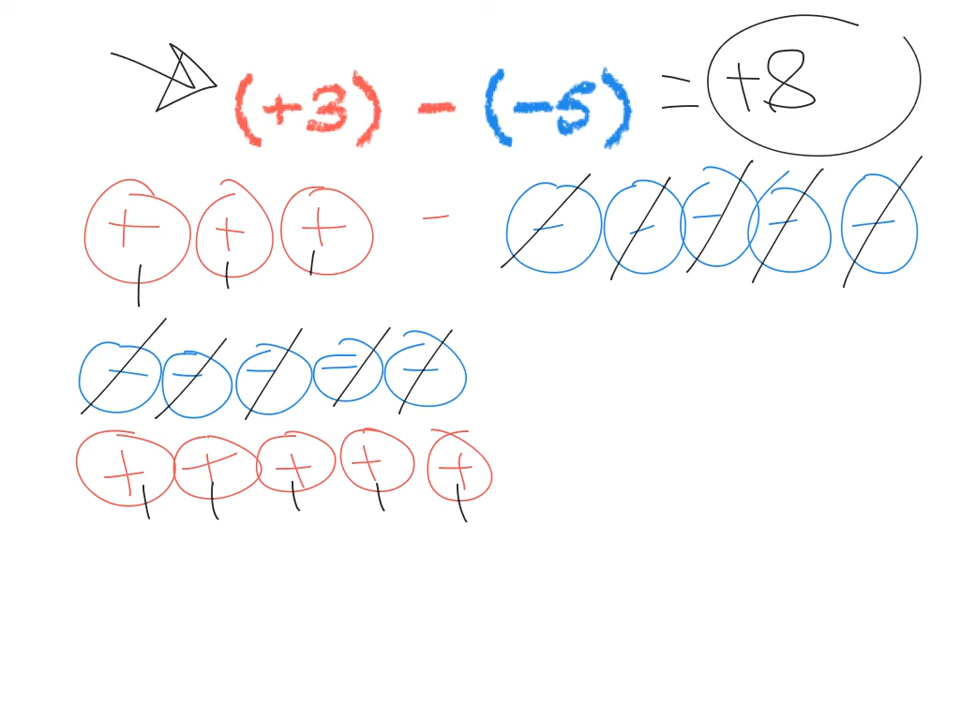 (+3) - (-5) = +8
+ + + - - - - - -
- - - = -
+ + + + +